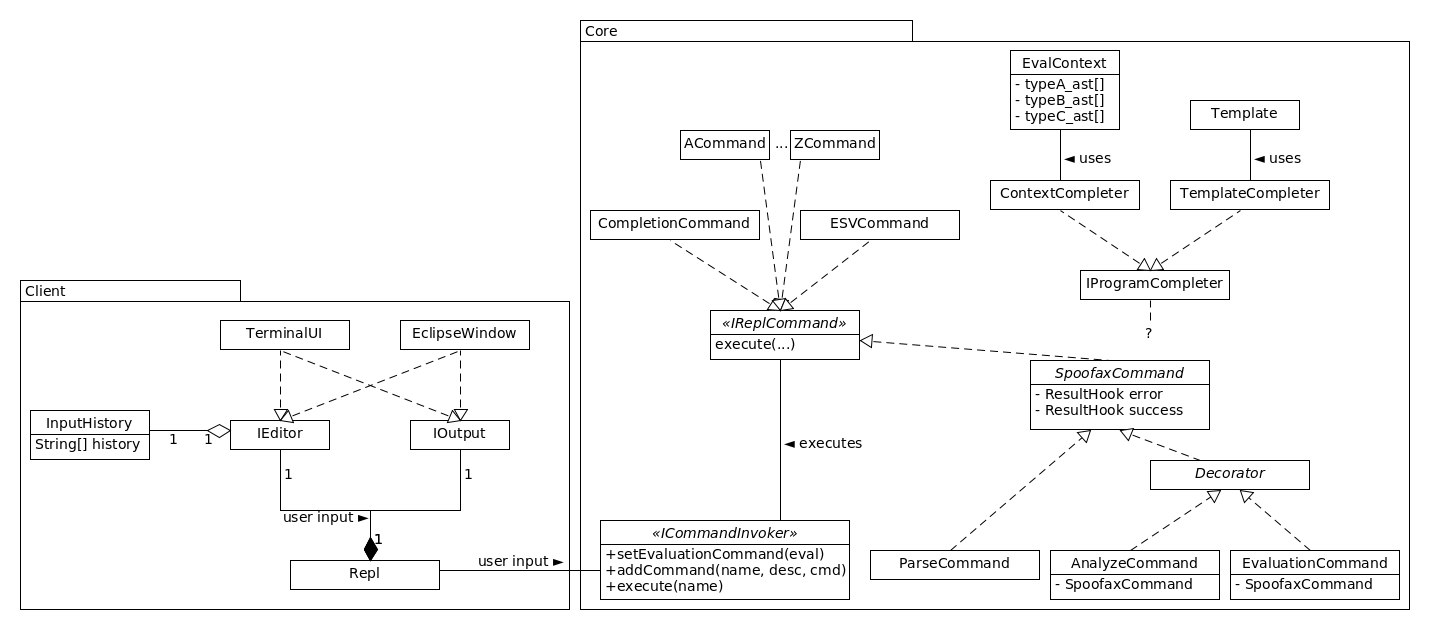 Core
EvalContext
- typeA_ast[]
- typeB_ast[]
- typeC_ast[]
Template
◄ uses
◄ uses
ACommand
...
ZCommand
ContextCompleter
TemplateCompleter
CompletionCommand
ESVCommand
IProgramCompleter
?
«IReplCommand»
execute(...)
SpoofaxCommand
- ResultHook error
- ResultHook success
◄ executes
Decorator
ParseCommand
AnalyzeCommand
- SpoofaxCommand
EvaluationCommand
- SpoofaxCommand
«ICommandInvoker»
+setEvaluationCommand(eval)
+addCommand(name, desc, cmd)
+execute(name)
Client
TerminalUI
EclipseWindow
InputHistory
String[] history
1
1
IEditor
IOutput
1
1
user input ►
1
Repl
user input ►